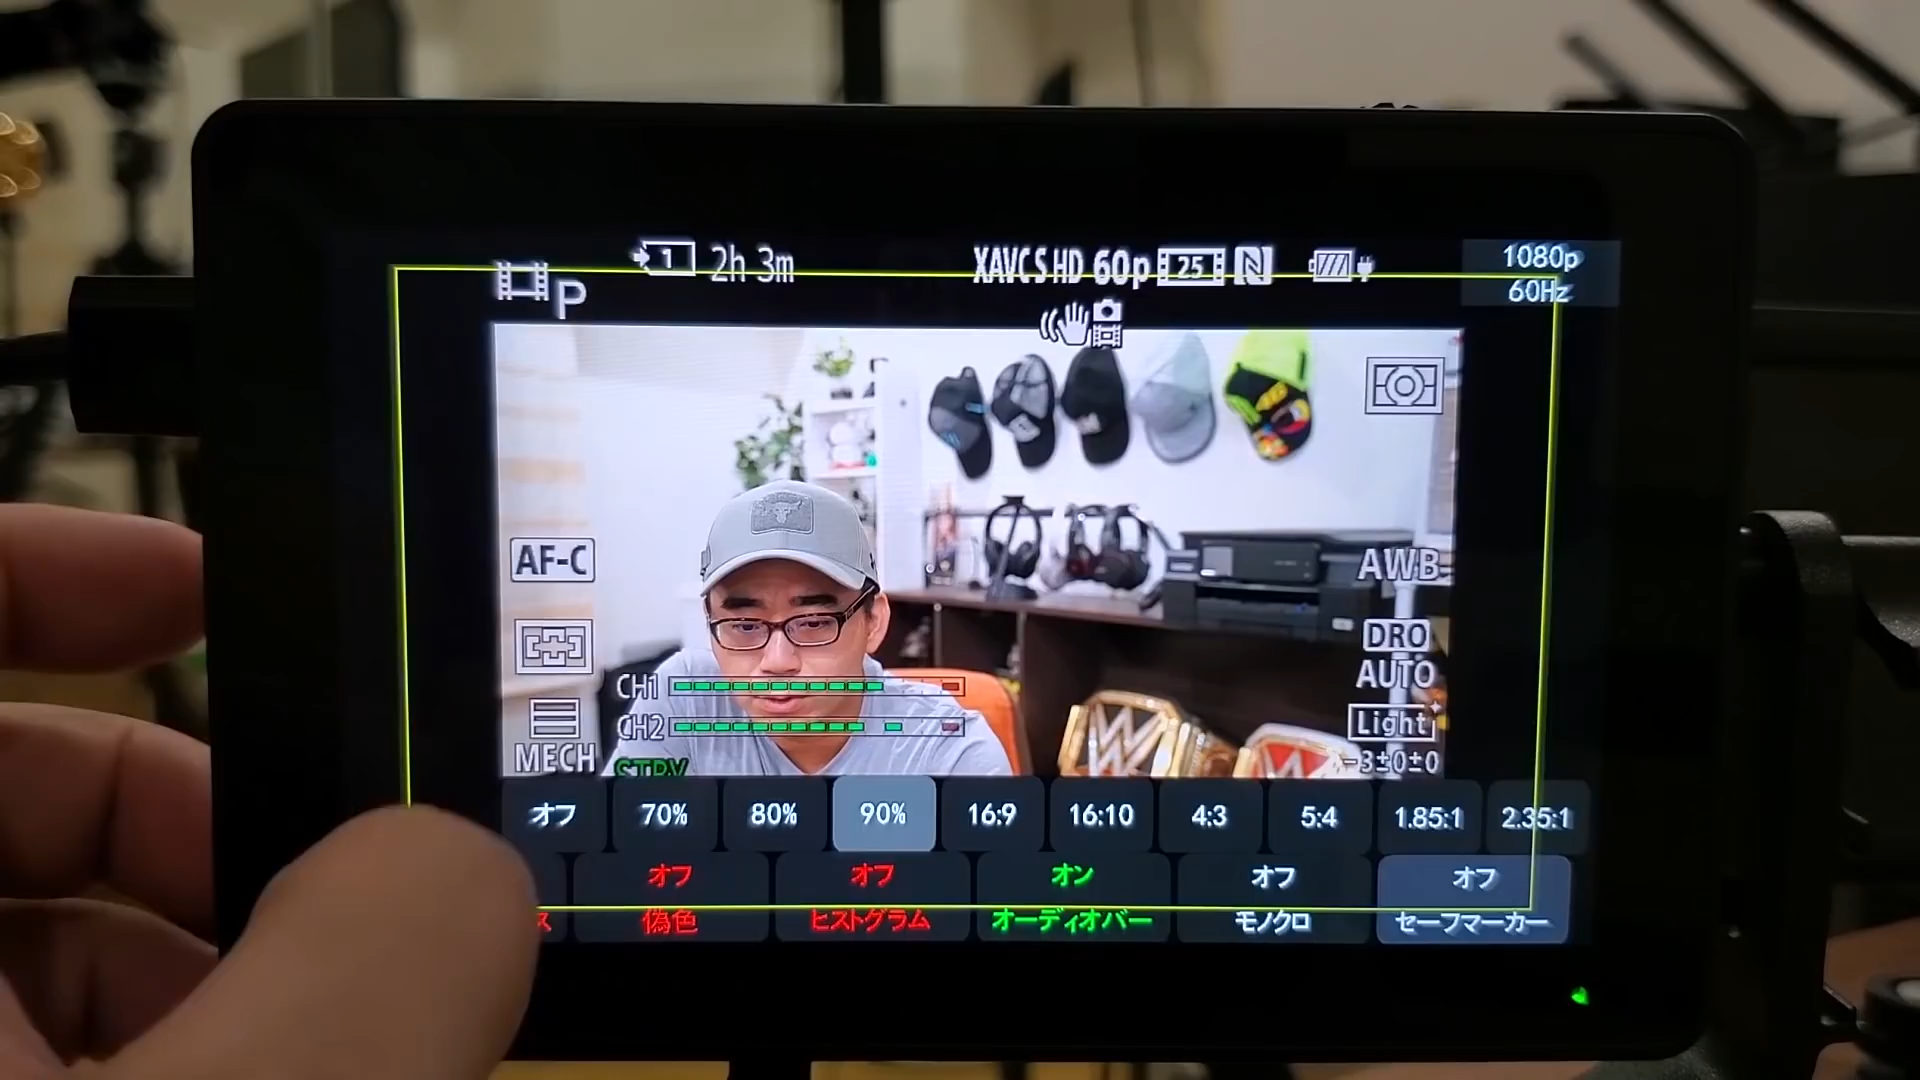 1 2h 3m XAVC S HD 60p 25 N
1080p
60Hz
P
AF-C
AWB
DRO
AUTO
CH1
CH2
Light
MECH
STBY
-3±0±0
オフ 70% 80% 90% 16:9 16:10 4:3 5:4 1.85:1 2.35:1
オフ オフ オン オフ オフ
ス 偽色 ヒストグラム オーディオバー モノクロ セーフマーカー